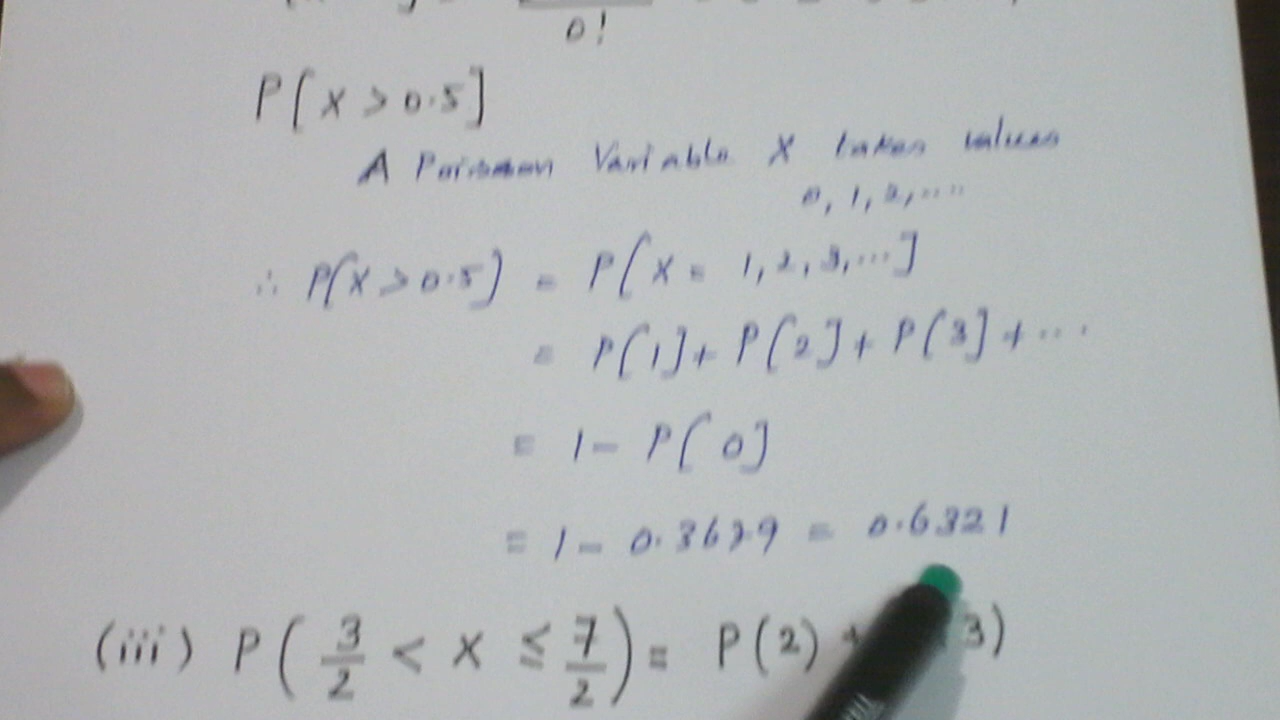 0!
P[X > 0.5]
A Poisson Variable X takes values
0, 1, 2, ....
∴ P[X > 0.5] = P[X = 1, 2, 3, ...]
= P[1] + P[2] + P[3] + ...
= 1 - P[0]
= 1 - 0.3679 = 0.6321
(iii) P(3/2 < X ≤ 7/2) = P(2) + 3)